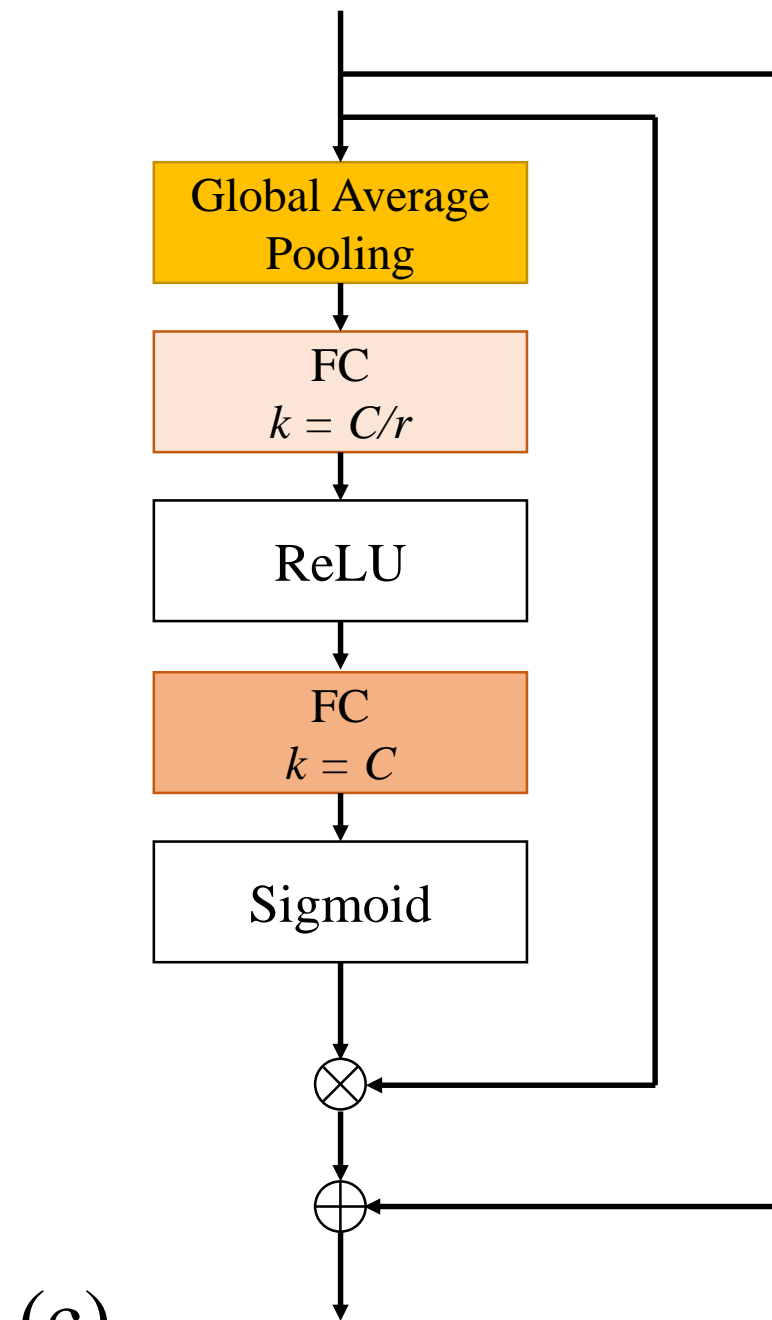 Global Average
Pooling
FC
k = C/r
ReLU
FC
k = C
Sigmoid
(c)